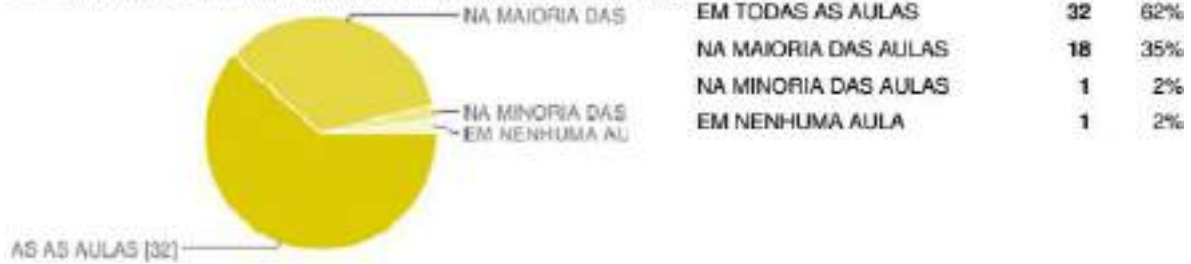 NA MAIORIA DAS
NA MINORIA DAS
EM NENHUMA AU
AS AS AULAS [32]
EM TODAS AS AULAS 32 62%
NA MAIORIA DAS AULAS 18 35%
NA MINORIA DAS AULAS 1 2%
EM NENHUMA AULA 1 2%